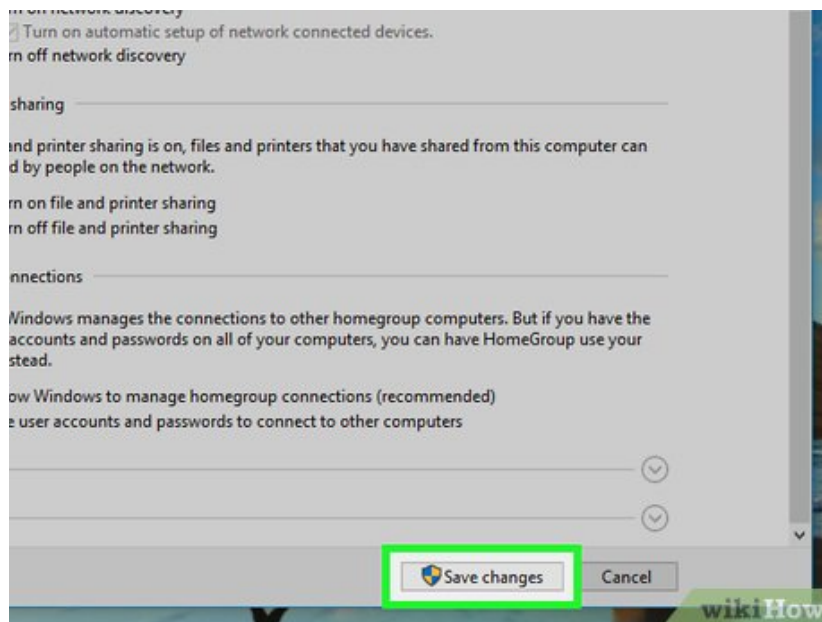 rn on network discovery
Turn on automatic setup of network connected devices.
rn off network discovery
sharing
and printer sharing is on, files and printers that you have shared from this computer can
d by people on the network.
rn on file and printer sharing
rn off file and printer sharing
nnections
Windows manages the connections to other homegroup computers. But if you have the
accounts and passwords on all of your computers, you can have HomeGroup use your
stead.
ow Windows to manage homegroup connections (recommended)
e user accounts and passwords to connect to other computers
Save changes
Cancel
wikiHow